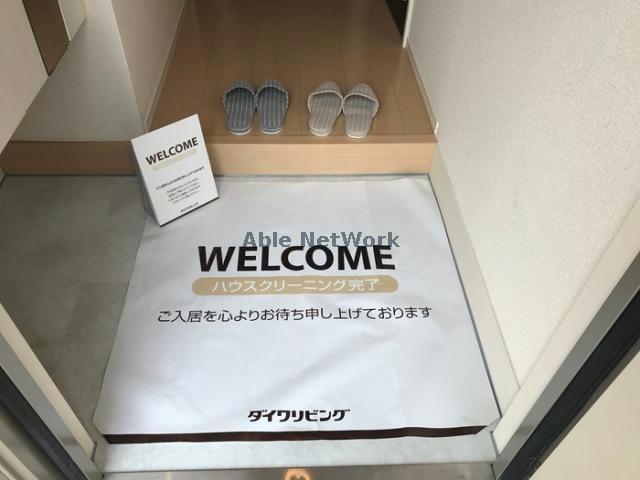 WELCOME
Able NetWork
WELCOME
ハウスクリーニング完了
ご入居を心よりお待ち申し上げております
ダイワリビング